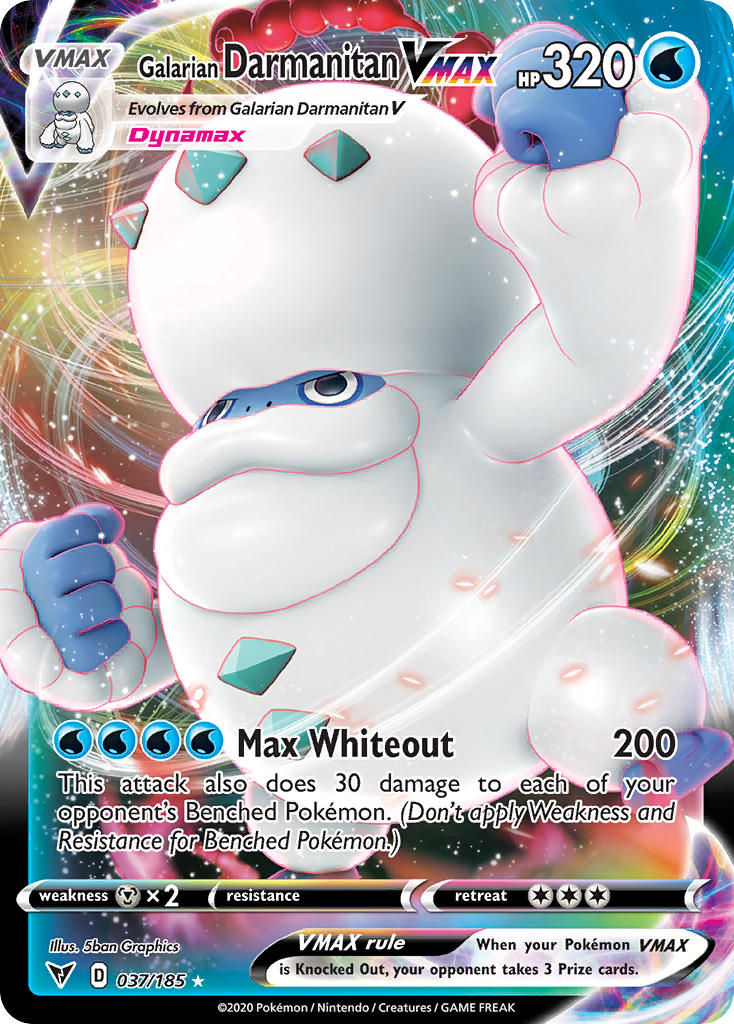 VMAX
Galarian Darmanitan VMAX HP 320
Evolves from Galarian Darmanitan V
Dynamax
Max Whiteout 200
This attack also does 30 damage to each of your
opponent's Benched Pokémon. (Don't apply Weakness and
Resistance for Benched Pokémon.)
weakness ×2 resistance retreat
Illus. 5ban Graphics
VMAX rule When your Pokémon VMAX
is Knocked Out, your opponent takes 3 Prize cards.
D 037/185
©2020 Pokémon / Nintendo / Creatures / GAME FREAK